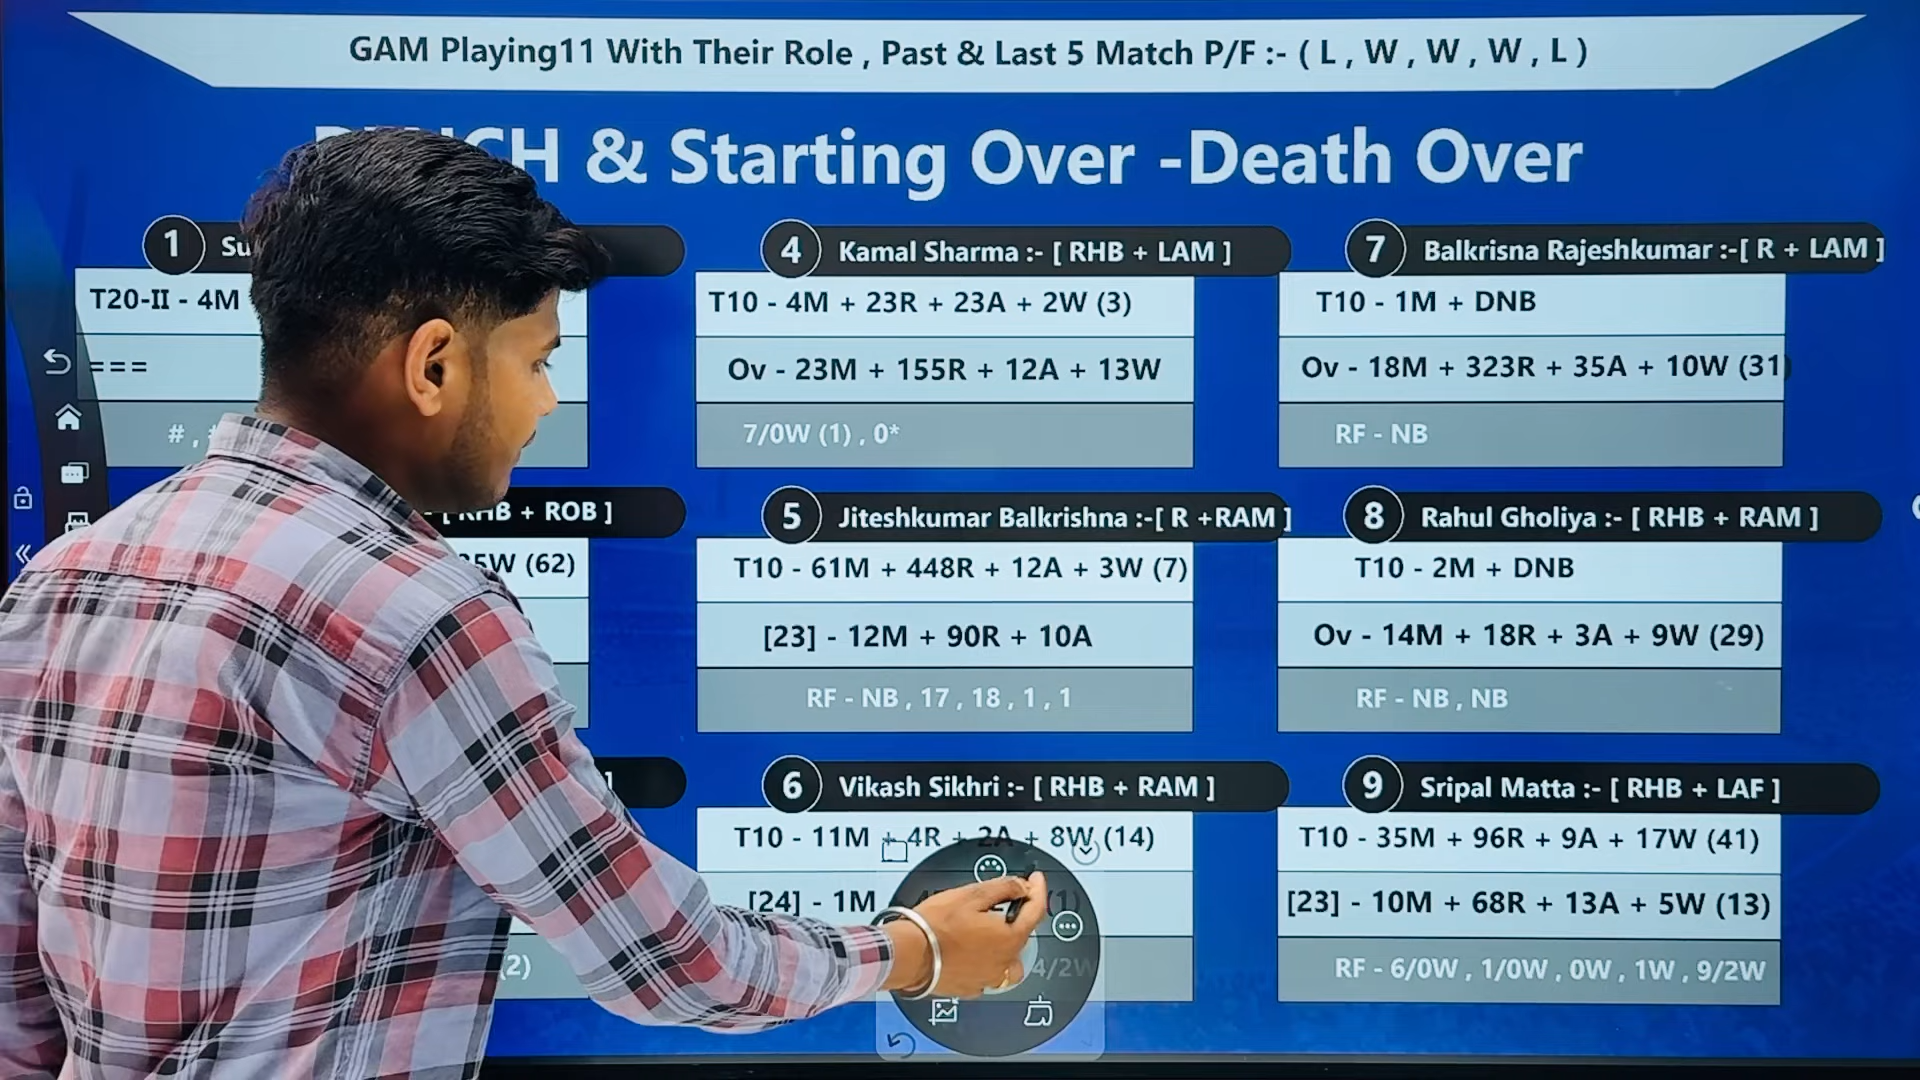 GAM Playing11 With Their Role , Past & Last 5 Match P/F :- ( L , W , W , W , L )
& Starting Over -Death Over
1
T20-II - 4M
===
[ RHB + ROB ]
(62)
(2)
4 Kamal Sharma :- [ RHB + LAM ]
T10 - 4M + 23R + 23A + 2W (3)
Ov - 23M + 155R + 12A + 13W
7/0W (1) , 0*
5 Jiteshkumar Balkrishna :-[ R +RAM ]
T10 - 61M + 448R + 12A + 3W (7)
[23] - 12M + 90R + 10A
RF - NB , 17 , 18 , 1 , 1
6 Vikash Sikhri :- [ RHB + RAM ]
T10 - 11M + 4R + 2A + 8W (14)
[24] - 1M
7 Balkrisna Rajeshkumar :-[ R + LAM ]
T10 - 1M + DNB
Ov - 18M + 323R + 35A + 10W (31)
RF - NB
8 Rahul Gholiya :- [ RHB + RAM ]
T10 - 2M + DNB
Ov - 14M + 18R + 3A + 9W (29)
RF - NB , NB
9 Sripal Matta :- [ RHB + LAF ]
T10 - 35M + 96R + 9A + 17W (41)
[23] - 10M + 68R + 13A + 5W (13)
RF - 6/0W , 1/0W , 0W , 1W , 9/2W